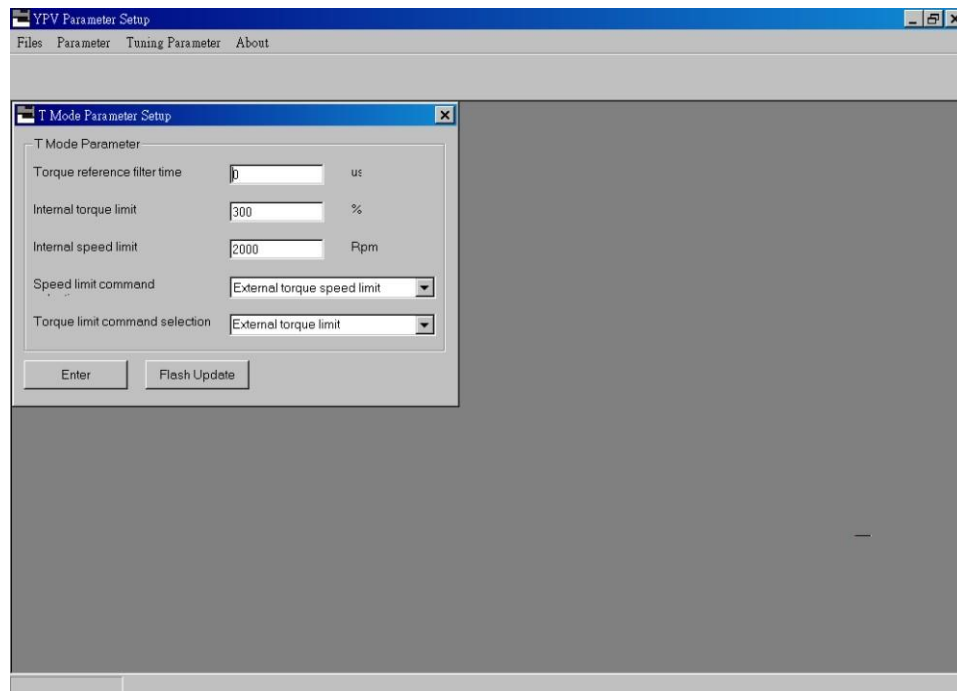 YPV Parameter Setup
Files Parameter Tuning Parameter About
T Mode Parameter Setup
T Mode Parameter
Torque reference filter time 0 us
Internal torque limit 300 %
Internal speed limit 2000 Rpm
Speed limit command External torque speed limit
Torque limit command selection External torque limit
Enter Flash Update